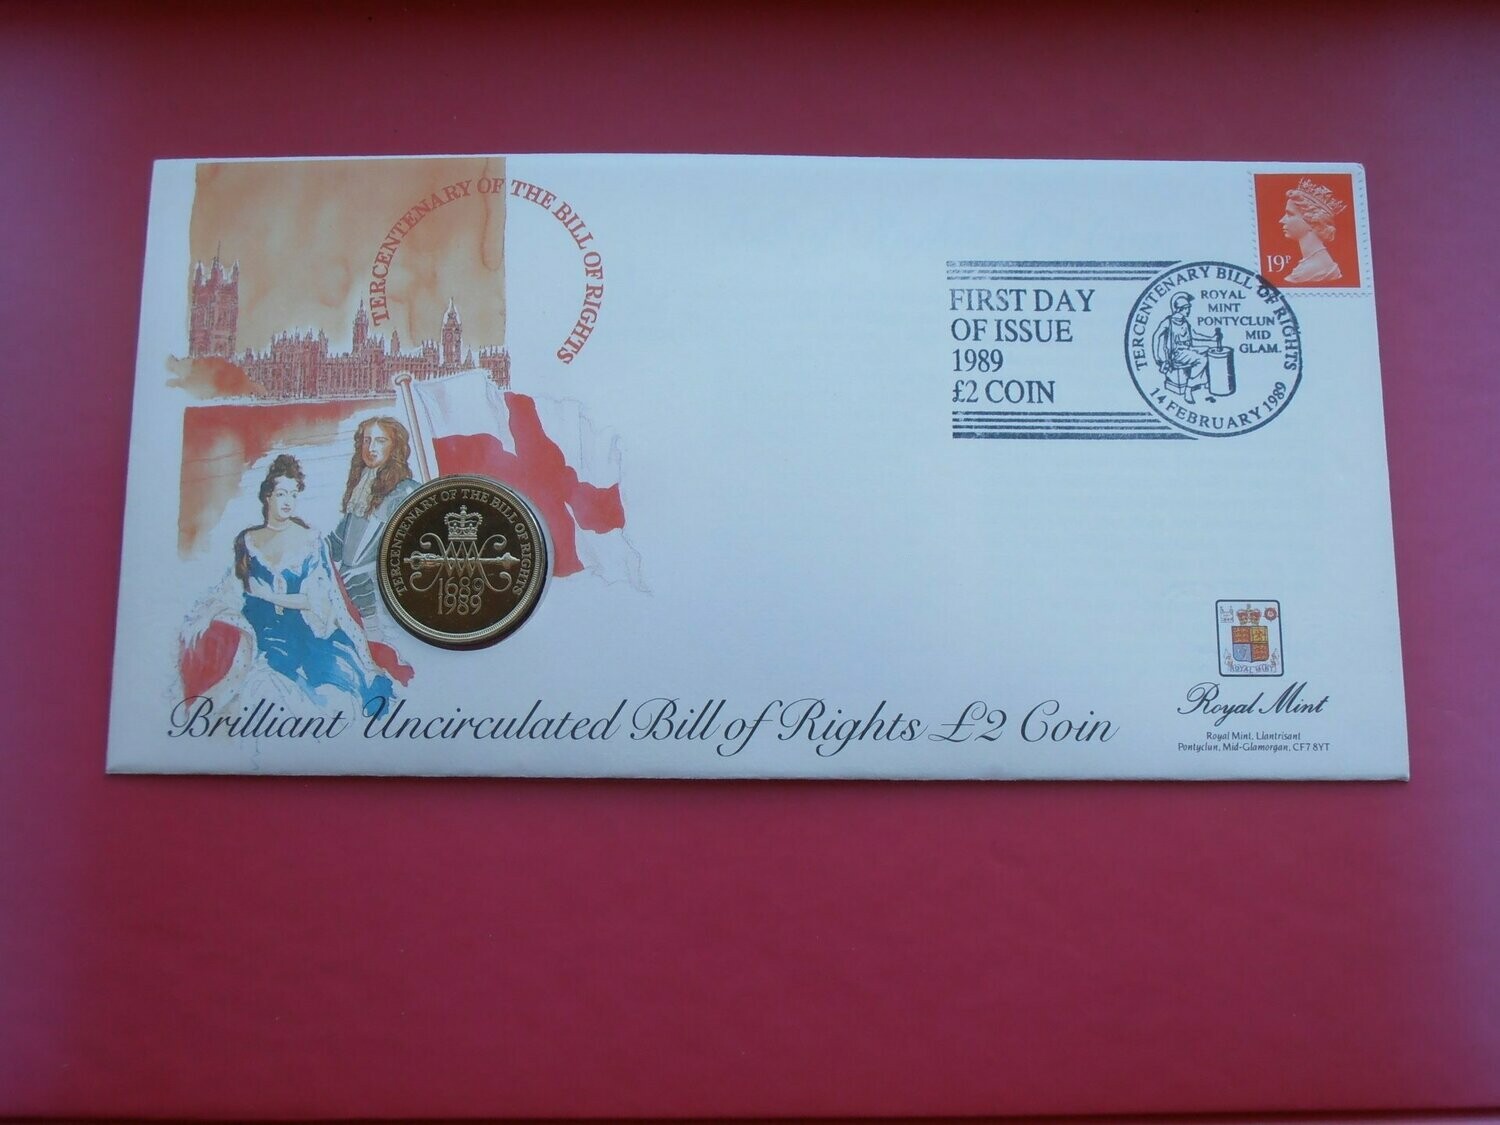 TERCENTENARY OF THE BILL OF RIGHTS
19P
FIRST DAY
OF ISSUE
1989
£2 COIN
TERCENTENARY BILL OF RIGHTS
ROYAL
MINT
PONTYCLUN
MID
GLAM.
14 FEBRUARY 1989
TERCENTENARY OF THE BILL OF RIGHTS
1689
1989
ROYAL MINT
Royal Mint
Brilliant Uncirculated Bill of Rights £2 Coin
Royal Mint, Llantrisant
Pontyclun, Mid-Glamorgan, CF7 8YT